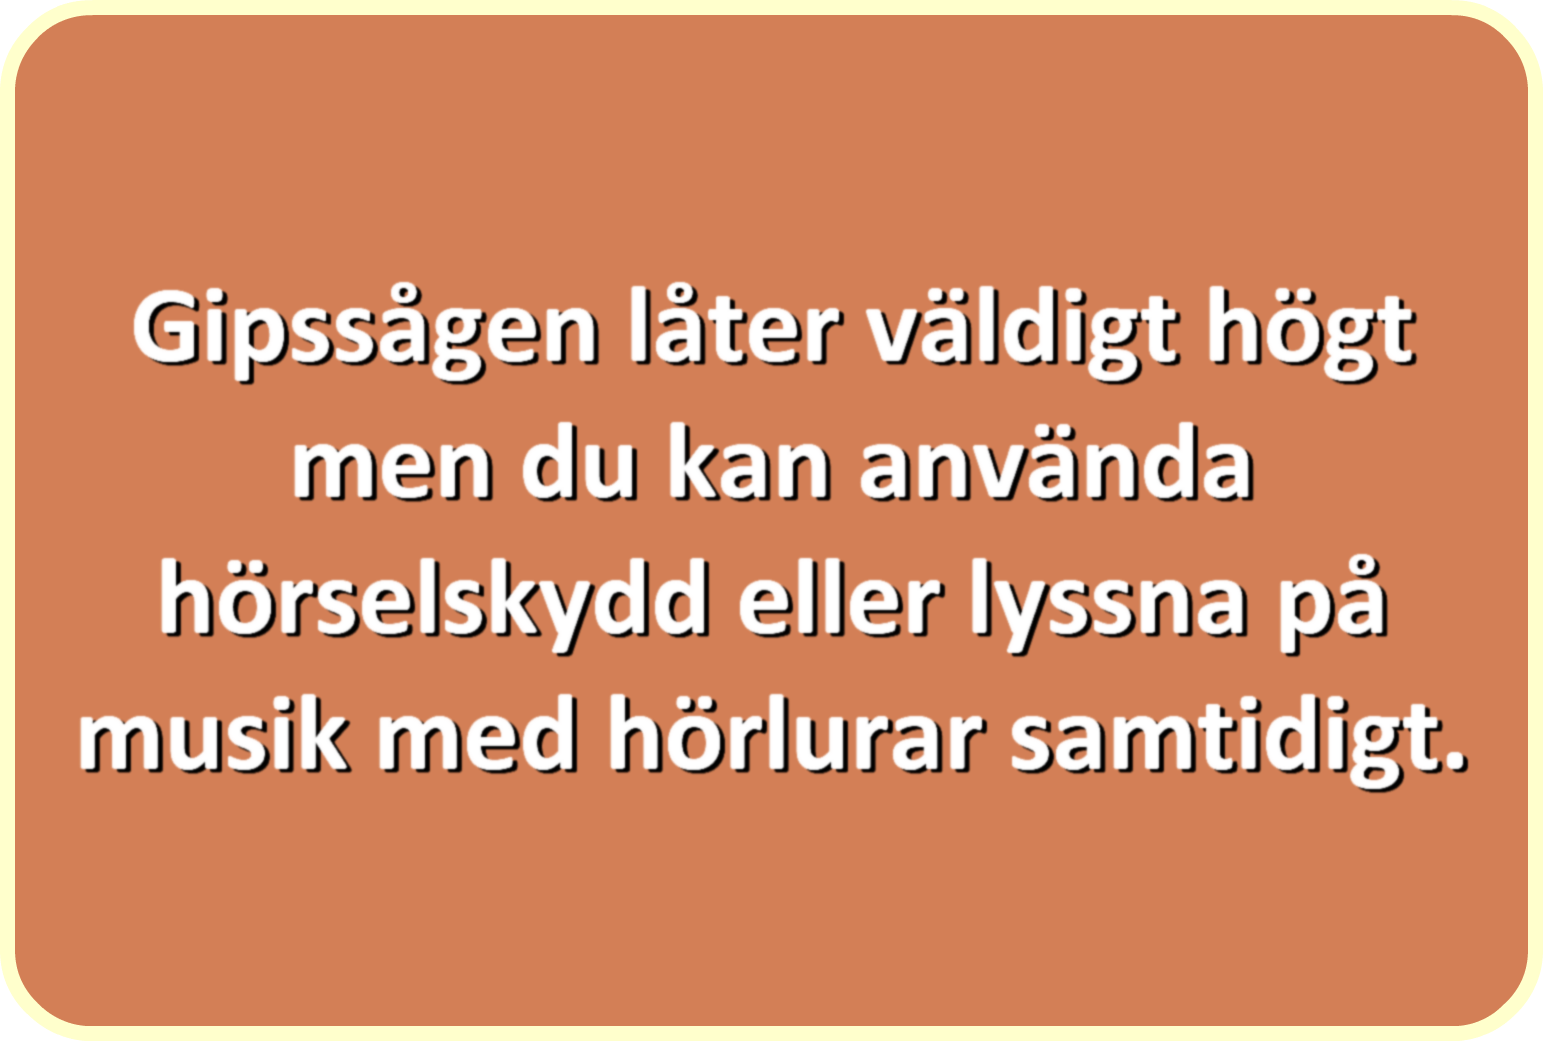 Gipssågen låter väldigt högt
men du kan använda
hörselskydd eller lyssna på
musik med hörlurar samtidigt.